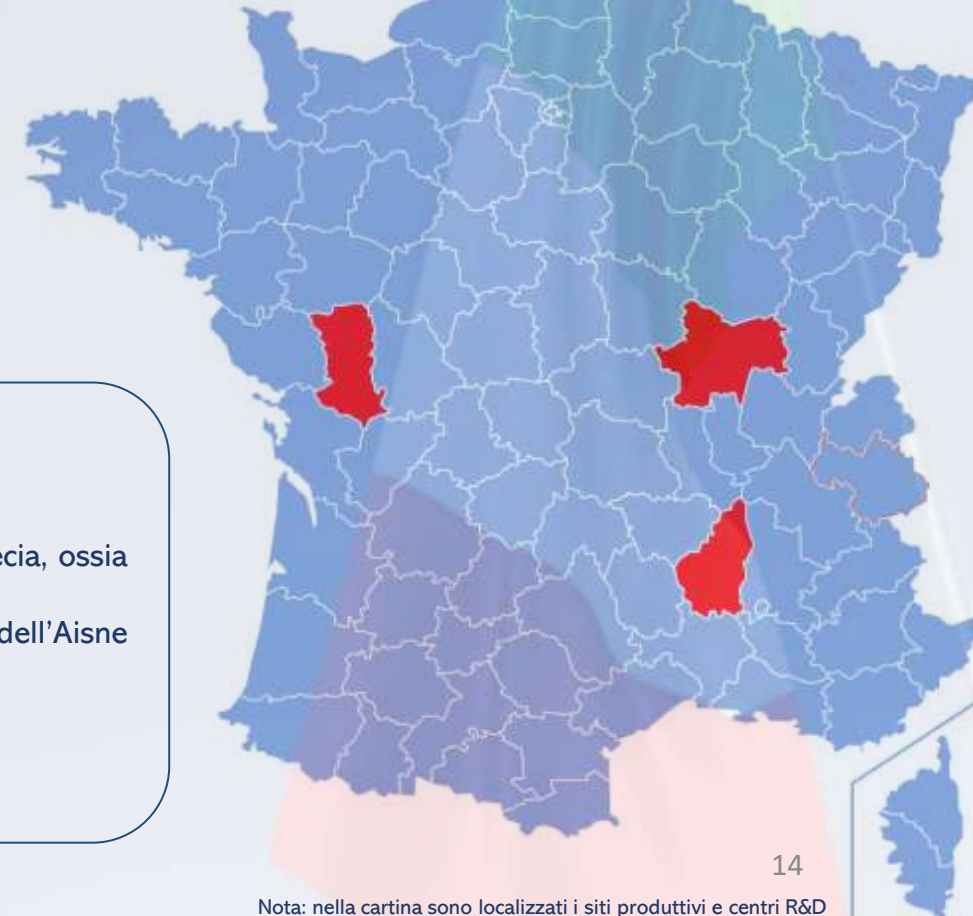 ecia, ossia
dell'Aisne
14
Nota: nella cartina sono localizzati i siti produttivi e centri R&D